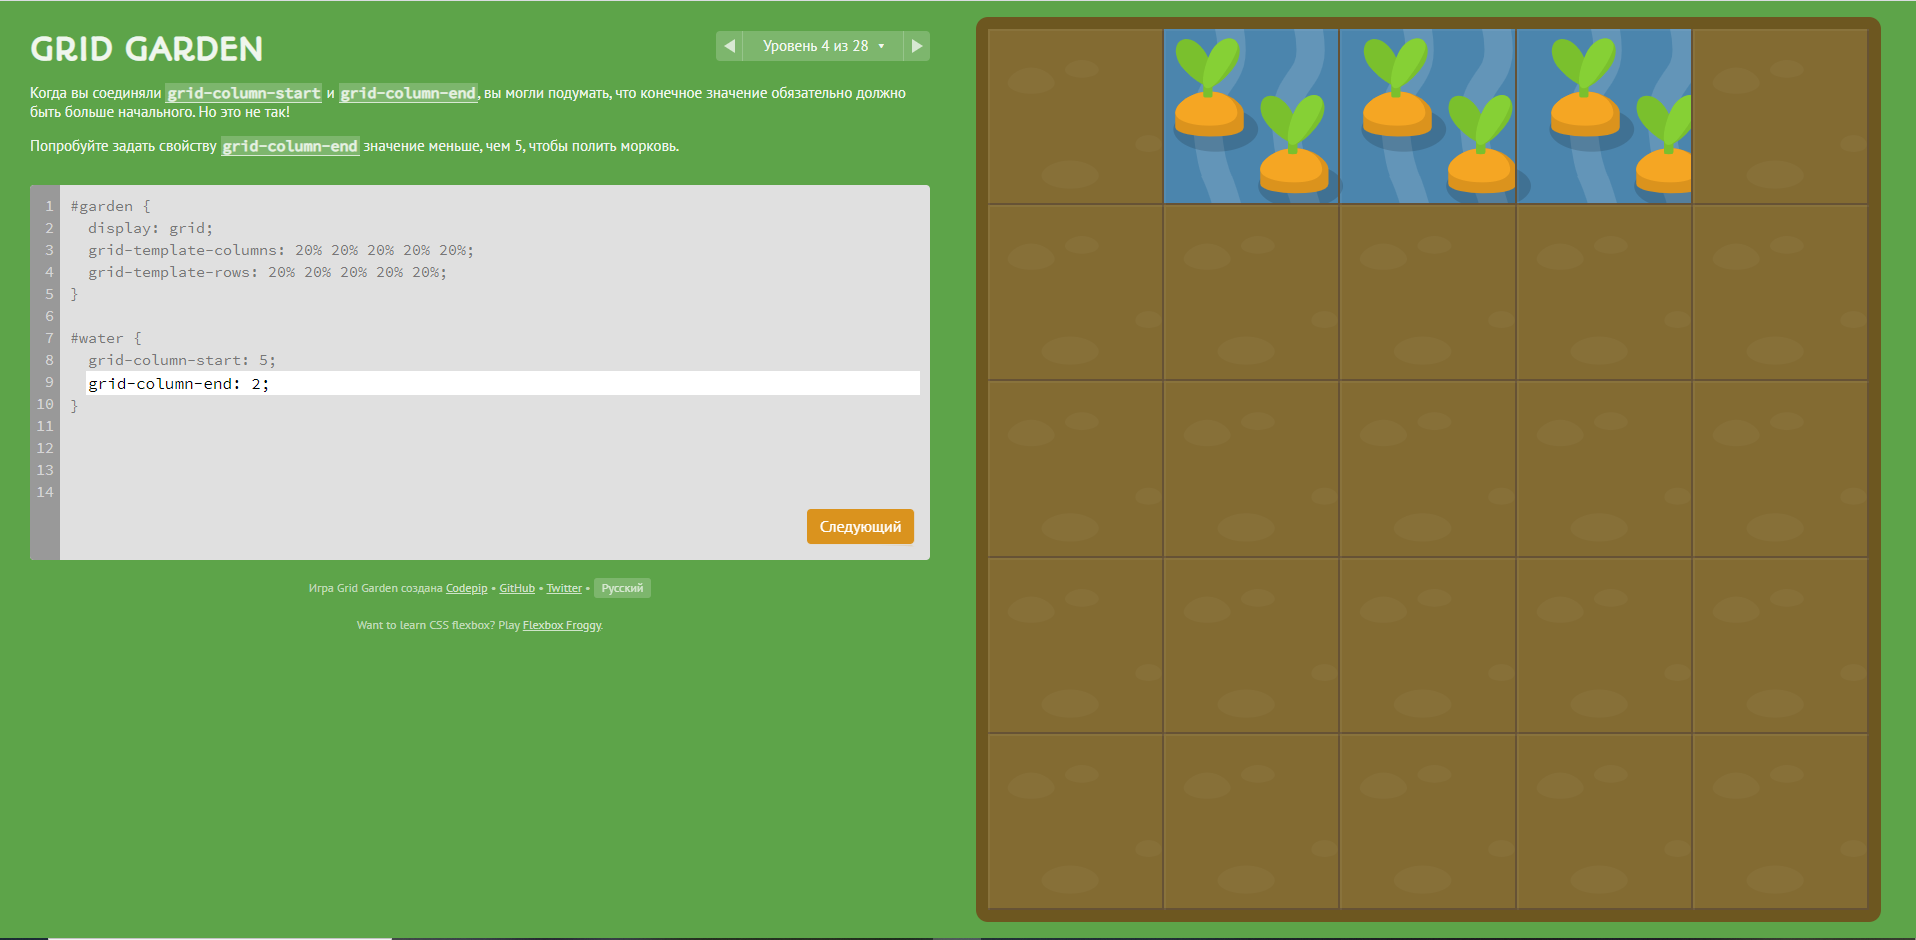 GRID GARDEN
Уровень 4 из 28
Когда вы соединяли grid-column-start и grid-column-end, вы могли подумать, что конечное значение обязательно должно
быть больше начального. Но это не так!
Попробуйте задать свойству grid-column-end значение меньше, чем 5, чтобы полить морковь.
1 #garden {
2 display: grid;
3 grid-template-columns: 20% 20% 20% 20% 20%;
4 grid-template-rows: 20% 20% 20% 20% 20%;
5 }
6
7 #water {
8 grid-column-start: 5;
9 grid-column-end: 2;
10 }
11
12
13
14
Следующий
Игра Grid Garden создана Codepip • GitHub • Twitter • Русский
Want to learn CSS flexbox? Play Flexbox Froggy.